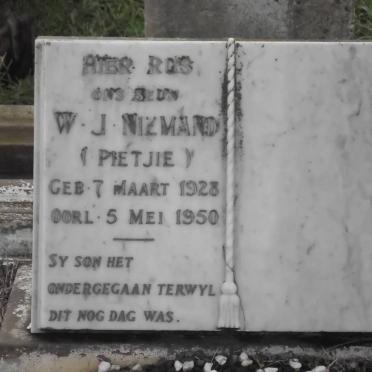 HIER RUS
ONS SEUN
W. J. NIEMAND
( PIETJIE )
GEB. 7 MAART 1928
OORL. 5 MEI 1950
SY SON HET
ONDERGEGAAN TERWYL
DIT NOG DAG WAS.